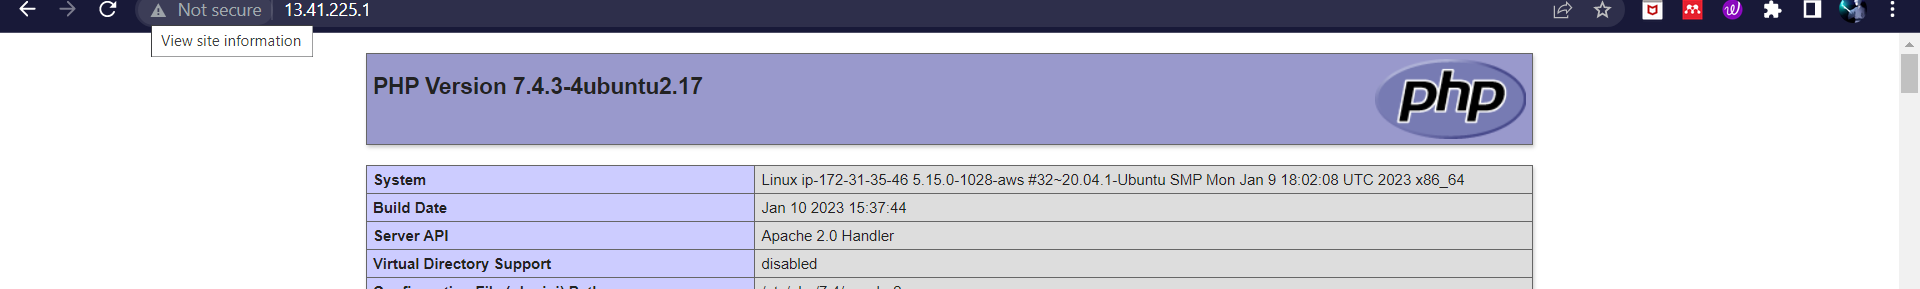 Not secure 13.41.225.1
View site information
PHP Version 7.4.3-4ubuntu2.17
php
System Linux ip-172-31-35-46 5.15.0-1028-aws #32~20.04.1-Ubuntu SMP Mon Jan 9 18:02:08 UTC 2023 x86_64
Build Date Jan 10 2023 15:37:44
Server API Apache 2.0 Handler
Virtual Directory Support disabled